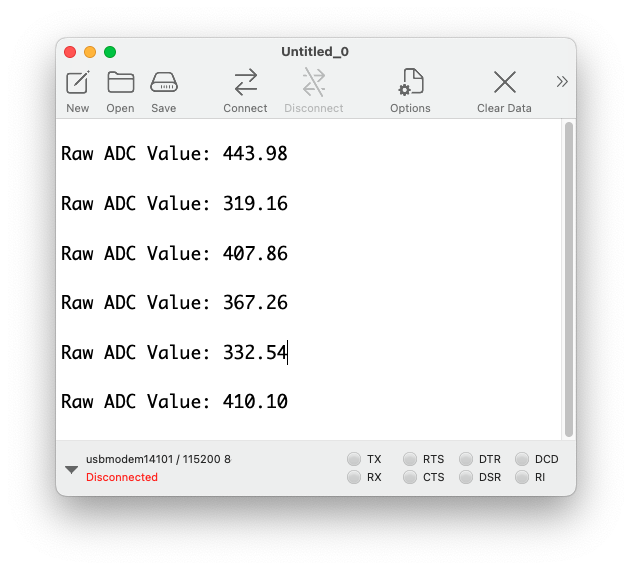 Untitled_0
New Open Save Connect Disconnect Options Clear Data
Raw ADC Value: 443.98
Raw ADC Value: 319.16
Raw ADC Value: 407.86
Raw ADC Value: 367.26
Raw ADC Value: 332.54
Raw ADC Value: 410.10
usbmodem14101 / 115200 8 TX RTS DTR DCD
Disconnected RX CTS DSR RI